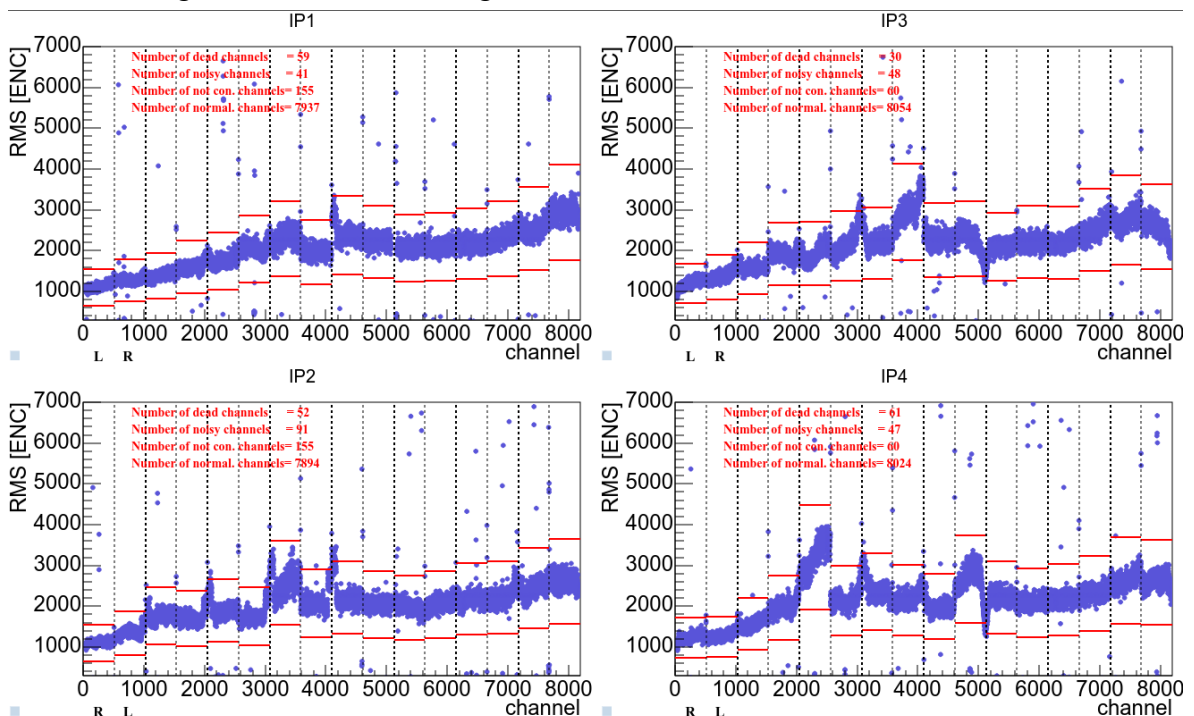 IP1
Number of dead channels = 59
Number of noisy channels = 41
Number of not con. channels= 155
Number of normal. channels= 7937
RMS [ENC]
7000
6000
5000
4000
3000
2000
1000
0 1000 2000 3000 4000 5000 6000 7000 8000
channel
L R
IP3
Number of dead channels = 30
Number of noisy channels = 48
Number of not con. channels= 60
Number of normal. channels= 8054
RMS [ENC]
7000
6000
5000
4000
3000
2000
1000
0 1000 2000 3000 4000 5000 6000 7000 8000
channel
L R
IP2
Number of dead channels = 52
Number of noisy channels = 91
Number of not con. channels= 155
Number of normal. channels= 7894
RMS [ENC]
7000
6000
5000
4000
3000
2000
1000
0 1000 2000 3000 4000 5000 6000 7000 8000
channel
R L
IP4
Number of dead channels = 61
Number of noisy channels = 47
Number of not con. channels= 60
Number of normal. channels= 8024
RMS [ENC]
7000
6000
5000
4000
3000
2000
1000
0 1000 2000 3000 4000 5000 6000 7000 8000
channel
R L